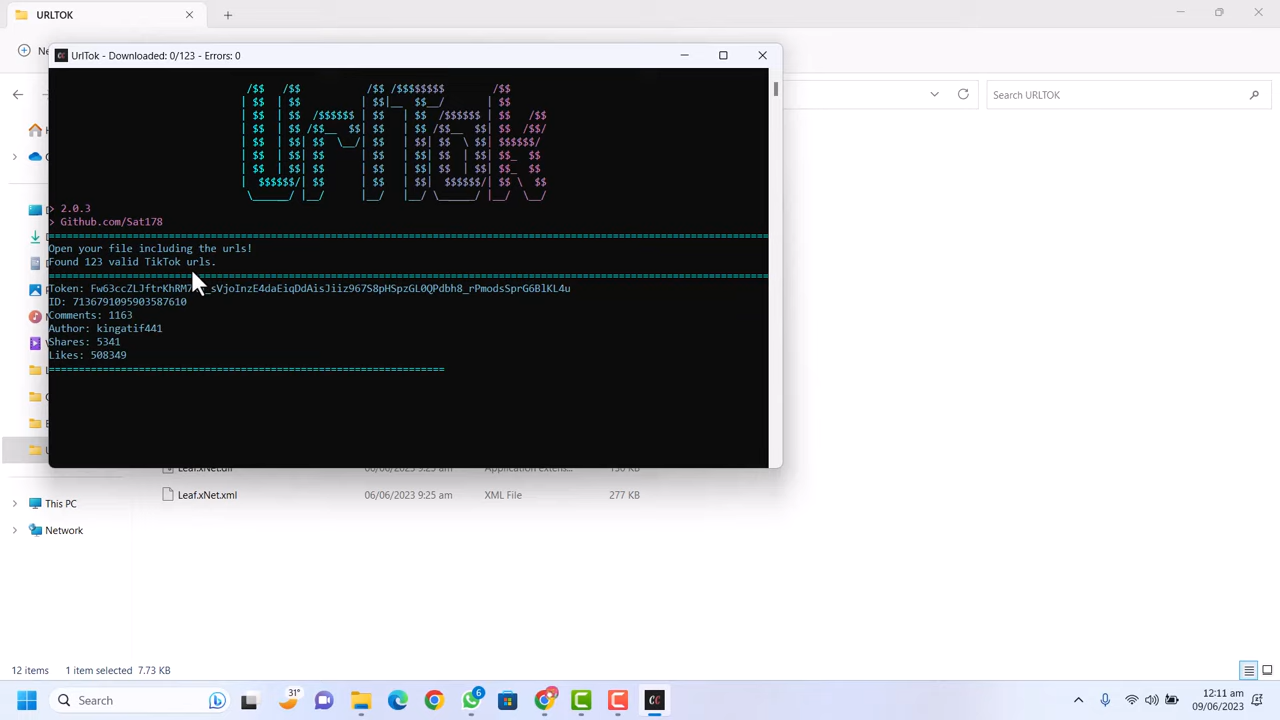 URLTOK
UrlTok - Downloaded: 0/123 - Errors: 0
Search URLTOK
UrlTok
> 2.0.3
> Github.com/Sat178
Open your file including the urls!
Found 123 valid TikTok urls.
ID: 7136791095903587610
Comments: 1163
Author: kingatif441
Shares: 5341
Likes: 508349
Leaf.xNet.xml 06/06/2023 9:25 am XML File 277 KB
This PC
Network
12 items 1 item selected 7.73 KB
Search 31° 6 12:11 am
09/06/2023